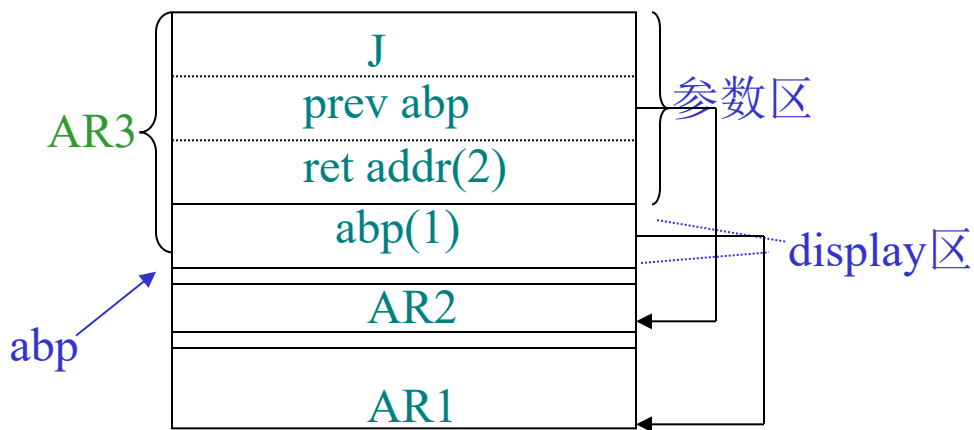 J
prev abp
参数区
AR3
ret addr(2)
abp(1)
display区
abp
AR2
AR1